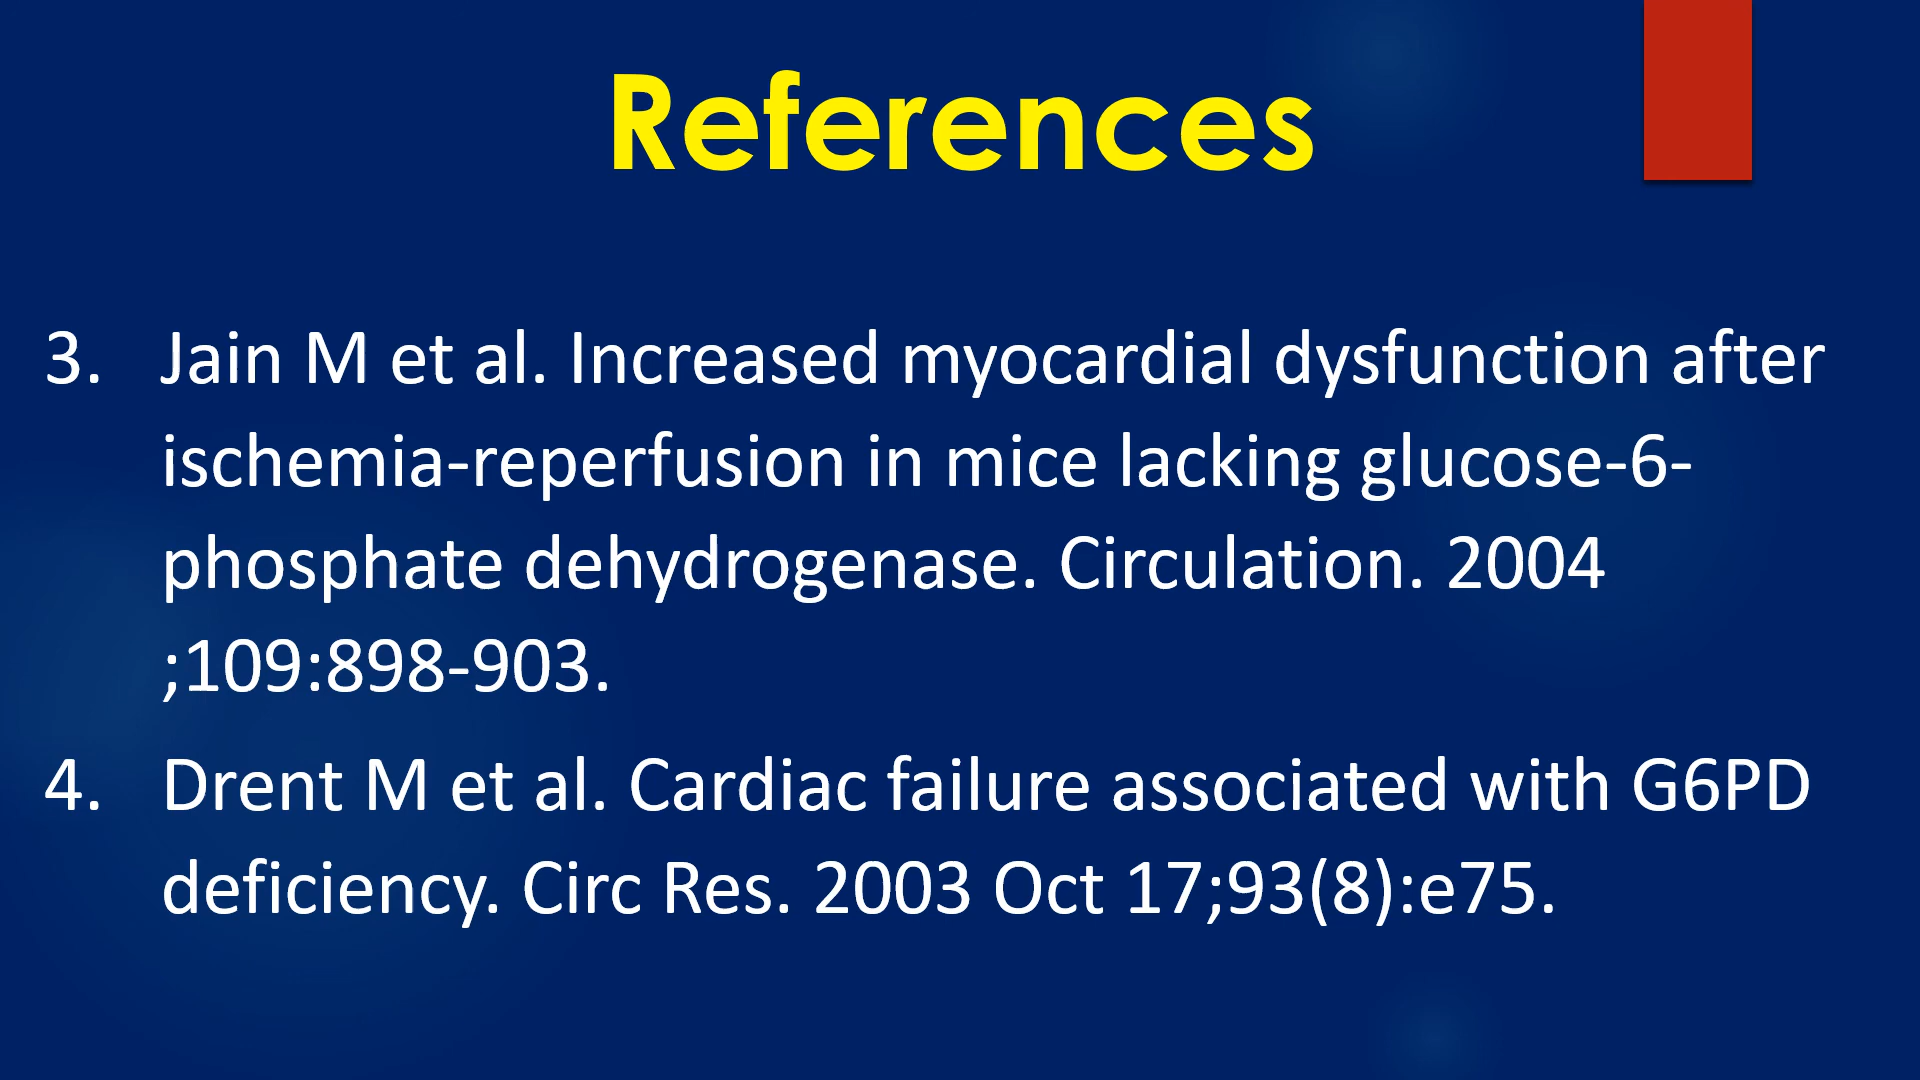 References
3. Jain M et al. Increased myocardial dysfunction after
ischemia-reperfusion in mice lacking glucose-6-
phosphate dehydrogenase. Circulation. 2004
;109:898-903.
4. Drent M et al. Cardiac failure associated with G6PD
deficiency. Circ Res. 2003 Oct 17;93(8):e75.